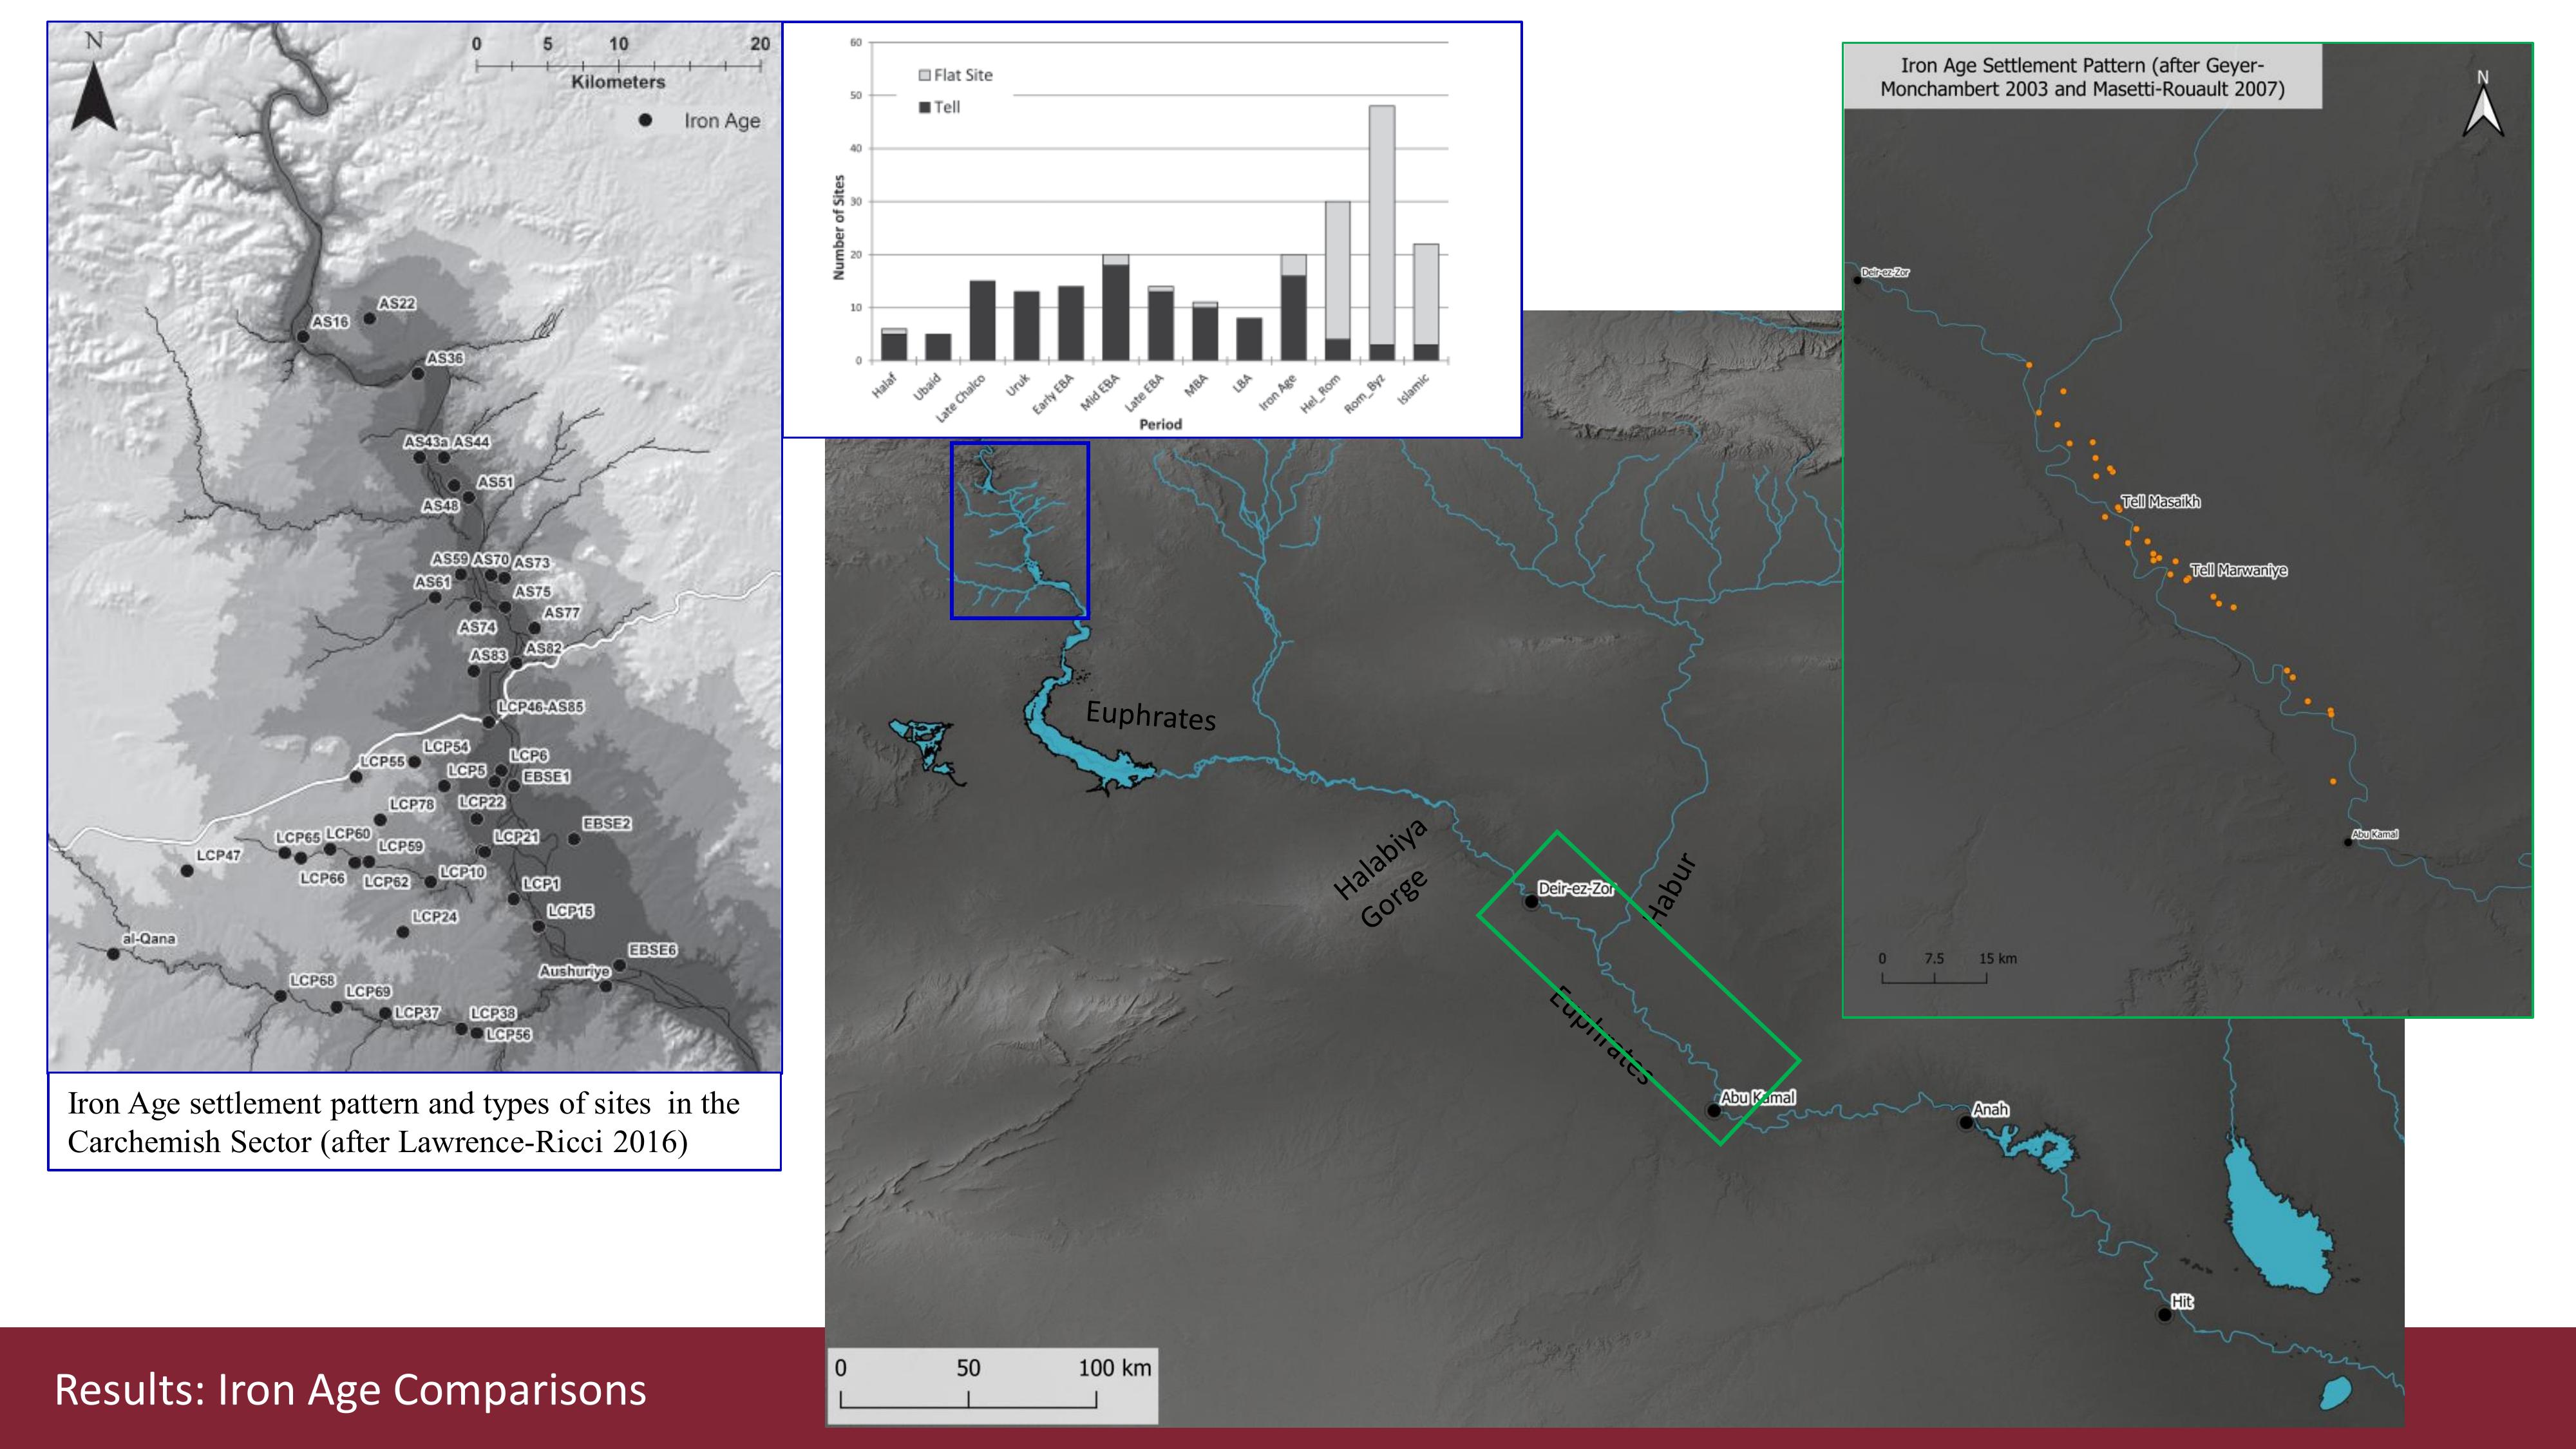 N
0 5 10 20
Kilometers
Iron Age
AS22
AS16
AS36
AS43a AS44
AS51
AS48
AS59 AS70 AS73
AS61
AS75
AS77
AS74
AS82
AS83
LCP46-AS85
LCP54
LCP6
LCP55
LCP5
EBSE1
LCP78
LCP22
EBSE2
LCP65 LCP60
LCP21
LCP59
LCP47
LCP66
LCP62
LCP10
LCP1
LCP15
LCP24
al-Qana
EBSE6
Aushuriye
LCP68
LCP69
LCP37
LCP38
LCP56
Iron Age settlement pattern and types of sites in the
Carchemish Sector (after Lawrence-Ricci 2016)
Number of Sites
60
50
40
30
20
10
0
Flat Site
Tell
Halaf
Ubaid
Late Chalco
Uruk
Early EBA
Mid EBA
Late EBA
MBA
LBA
Iron Age
Hel_Rom
Rom_Byz
Islamic
Period
Iron Age Settlement Pattern (after Geyer-
Monchambert 2003 and Masetti-Rouault 2007)
N
Deir-ez-Zor
Tell Masaikh
Tell Marwaniye
Abu Kamal
0 7.5 15 km
Euphrates
Halabiya
Gorge
Deir-ez-Zor
Habur
Euphrates
Abu Kamal
Anah
Hit
0 50 100 km
Results: Iron Age Comparisons